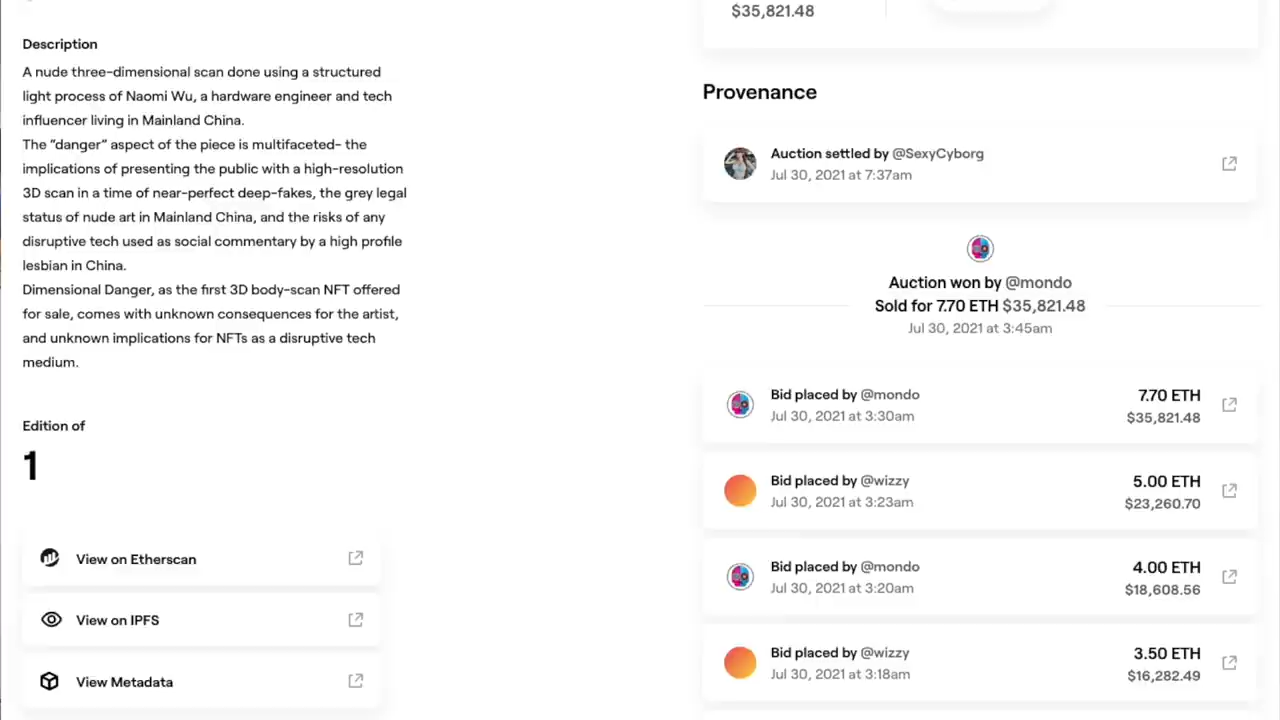 $35,821.48
Description
A nude three-dimensional scan done using a structured
light process of Naomi Wu, a hardware engineer and tech
influencer living in Mainland China.
The “danger” aspect of the piece is multifaceted- the
implications of presenting the public with a high-resolution
3D scan in a time of near-perfect deep-fakes, the grey legal
status of nude art in Mainland China, and the risks of any
disruptive tech used as social commentary by a high profile
lesbian in China.
Dimensional Danger, as the first 3D body-scan NFT offered
for sale, comes with unknown consequences for the artist,
and unknown implications for NFTs as a disruptive tech
medium.
Edition of
1
View on Etherscan
View on IPFS
View Metadata
Provenance
Auction settled by @SexyCyborg
Jul 30, 2021 at 7:37am
Auction won by @mondo
Sold for 7.70 ETH $35,821.48
Jul 30, 2021 at 3:45am
Bid placed by @mondo 7.70 ETH
Jul 30, 2021 at 3:30am $35,821.48
Bid placed by @wizzy 5.00 ETH
Jul 30, 2021 at 3:23am $23,260.70
Bid placed by @mondo 4.00 ETH
Jul 30, 2021 at 3:20am $18,608.56
Bid placed by @wizzy 3.50 ETH
Jul 30, 2021 at 3:18am $16,282.49